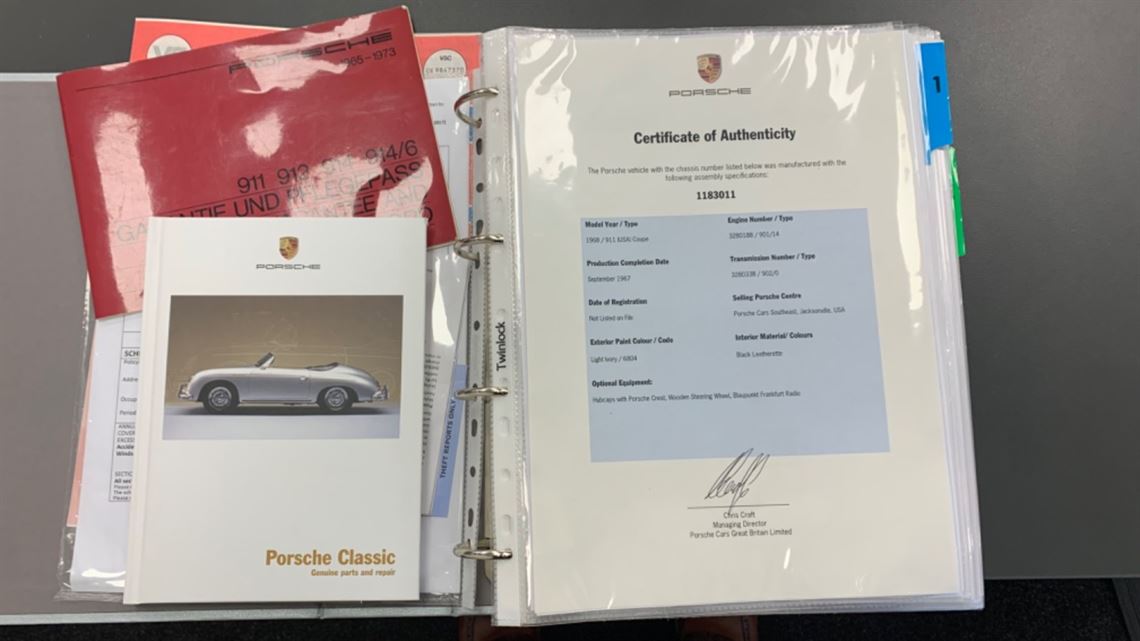 PORSCHE
1965-1973
911 912 914 914/6
GARANTIE UND PFLEGEPASS
VSC
PORSCHE
Porsche Classic
Genuine parts and repair
THEFT REPORTS ONLY
Twinlock
PORSCHE
Certificate of Authenticity
The Porsche vehicle with the chassis number listed below was manufactured with the
following assembly specifications:
1183011
Model Year / Type
1968 / 911 (USA) Coupe
Engine Number / Type
3280188 / 901/14
Production Completion Date
September 1967
Transmission Number / Type
3280338 / 902/0
Date of Registration
Not Listed on File
Selling Porsche Centre
Porsche Cars Southeast, Jacksonville, USA
Exterior Paint Colour / Code
Light Ivory / 6804
Interior Material/ Colours
Black Leatherette
Optional Equipment:
Hubcaps with Porsche Crest, Wooden Steering Wheel, Blaupunkt Frankfurt Radio
Chris Craft
Managing Director
Porsche Cars Great Britain Limited
1